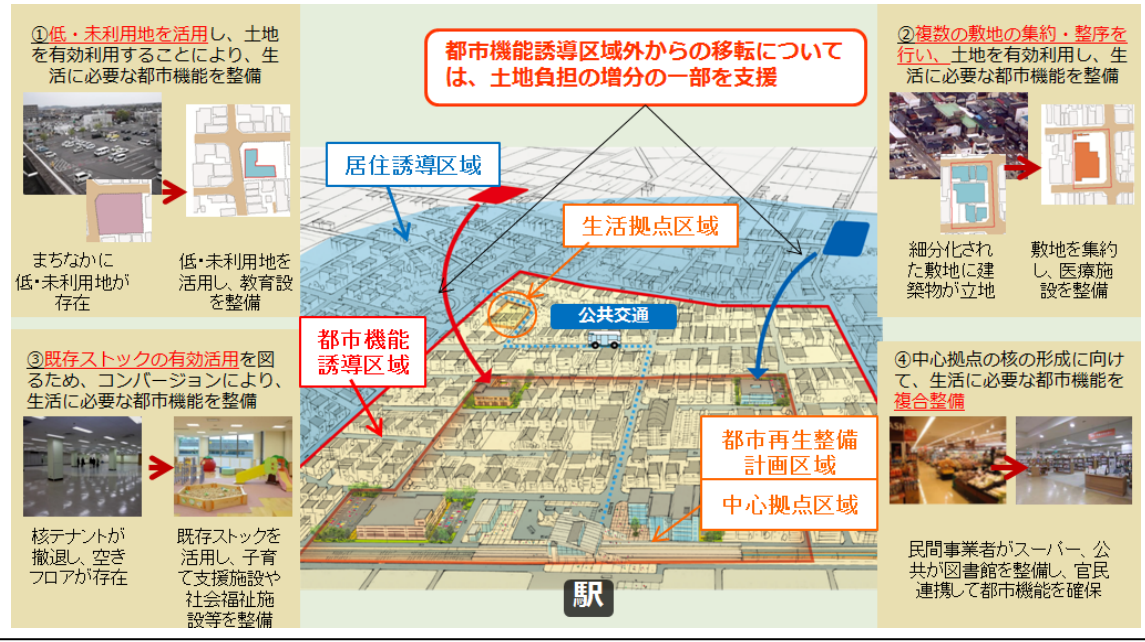 ①低・未利用地を活用し、土地
を有効利用することにより、生
活に必要な都市機能を整備
まちなかに
低・未利用地が
存在
低・未利用地を
活用し、教育設
を整備
都市機能誘導区域外からの移転について
は、土地負担の増分の一部を支援
②複数の敷地の集約・整序を
行い、土地を有効利用し、生
活に必要な都市機能を整備
細分化され
た敷地に建
築物が立地
敷地を集約
し、医療施
設を整備
居住誘導区域
生活拠点区域
公共交通
都市機能
誘導区域
都市再生整備
計画区域
中心拠点区域
駅
③既存ストックの有効活用を図
るため、コンバージョンにより、
生活に必要な都市機能を整備
核テナントが
撤退し、空き
フロアが存在
既存ストックを
活用し、子育
て支援施設や
社会福祉施
設等を整備
④中心拠点の核の形成に向け
て、生活に必要な都市機能を
複合整備
民間事業者がスーパー、公
共が図書館を整備し、官民
連携して都市機能を確保